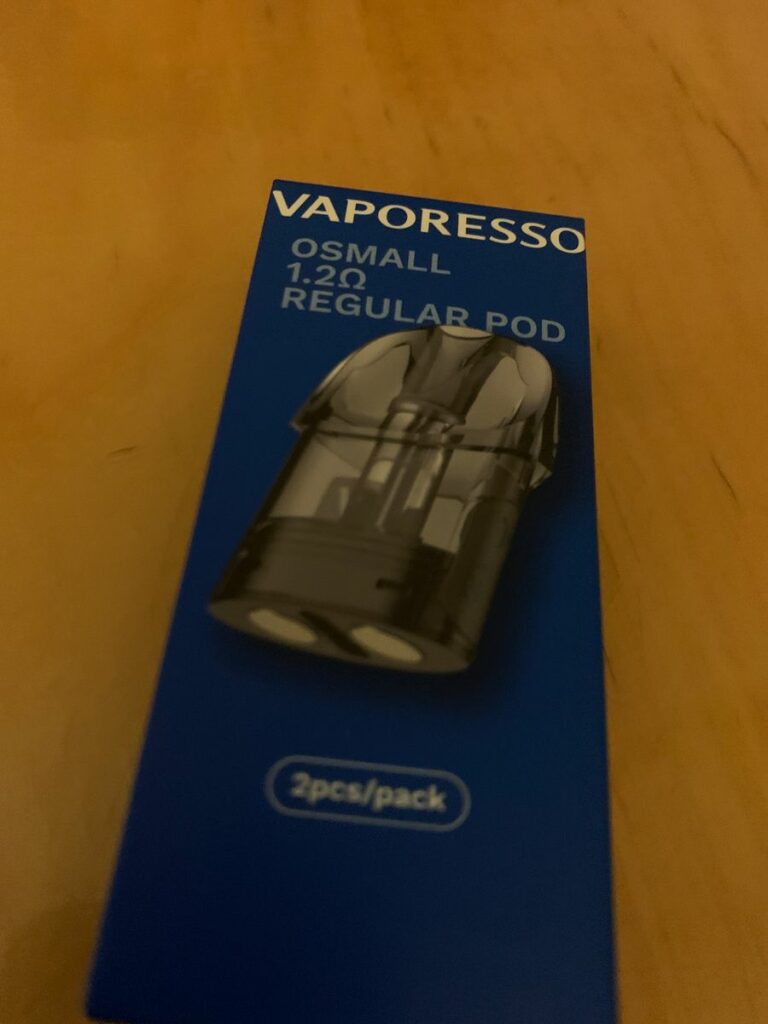 VAPORESSO
OSMALL
1.2Ω
REGULAR POD
2pcs/pack